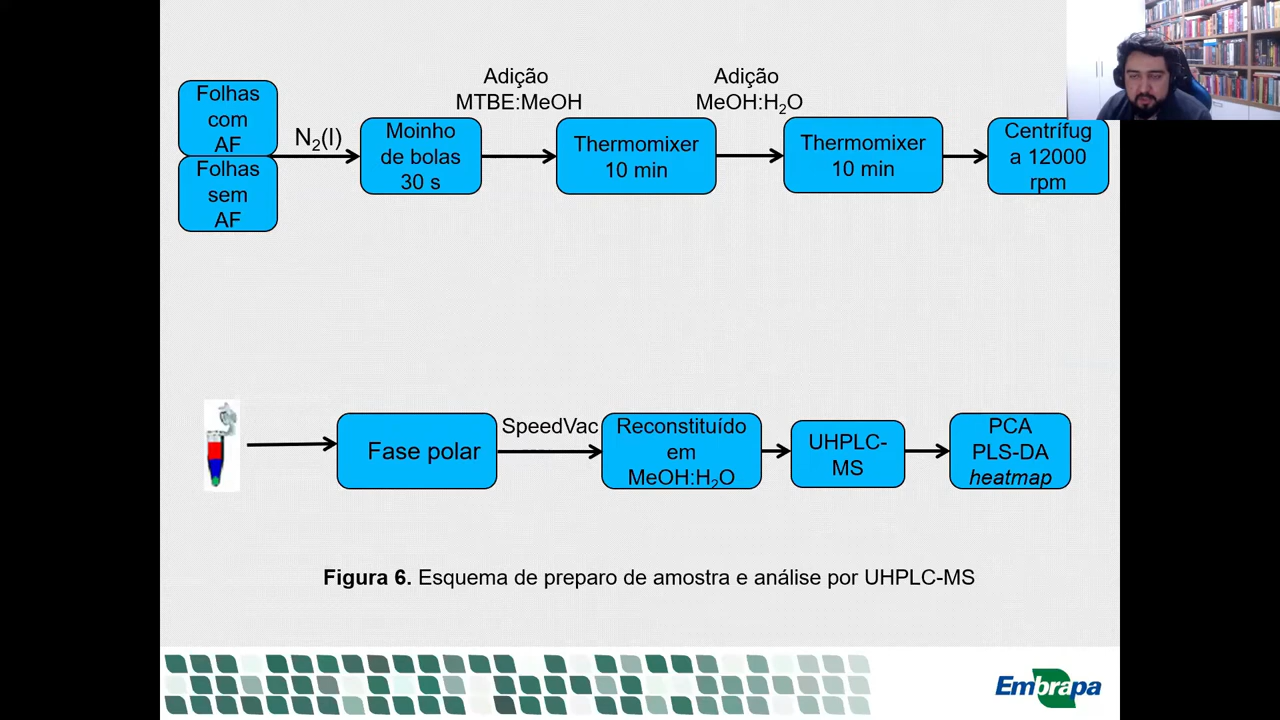 Folhas
com
AF
Folhas
sem
AF
N₂(l)
Moinho
de bolas
30 s
Adição
MTBE:MeOH
Thermomixer
10 min
Adição
MeOH:H₂O
Thermomixer
10 min
Centrífug
a 12000
rpm
Fase polar
SpeedVac
Reconstituído
em
MeOH:H₂O
UHPLC-
MS
PCA
PLS-DA
heatmap
Figura 6. Esquema de preparo de amostra e análise por UHPLC-MS
Embrapa